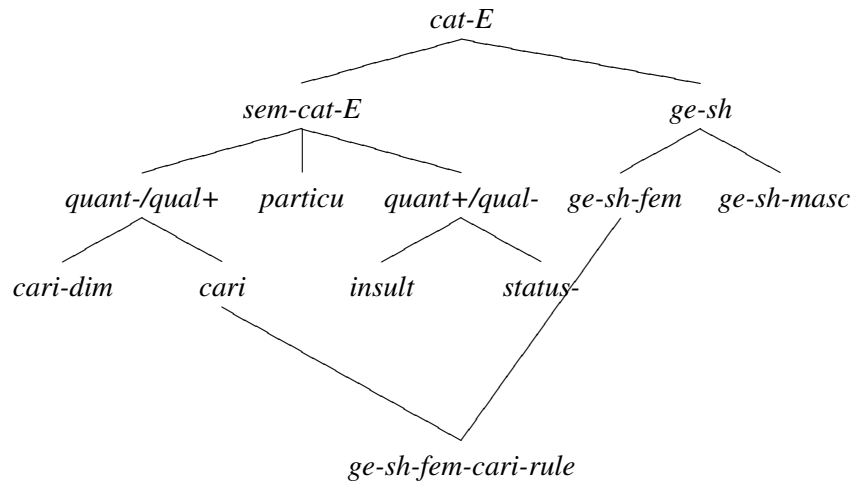 cat-E
sem-cat-E ge-sh
quant-/qual+ particu quant+/qual- ge-sh-fem ge-sh-masc
cari-dim cari insult status-
ge-sh-fem-cari-rule